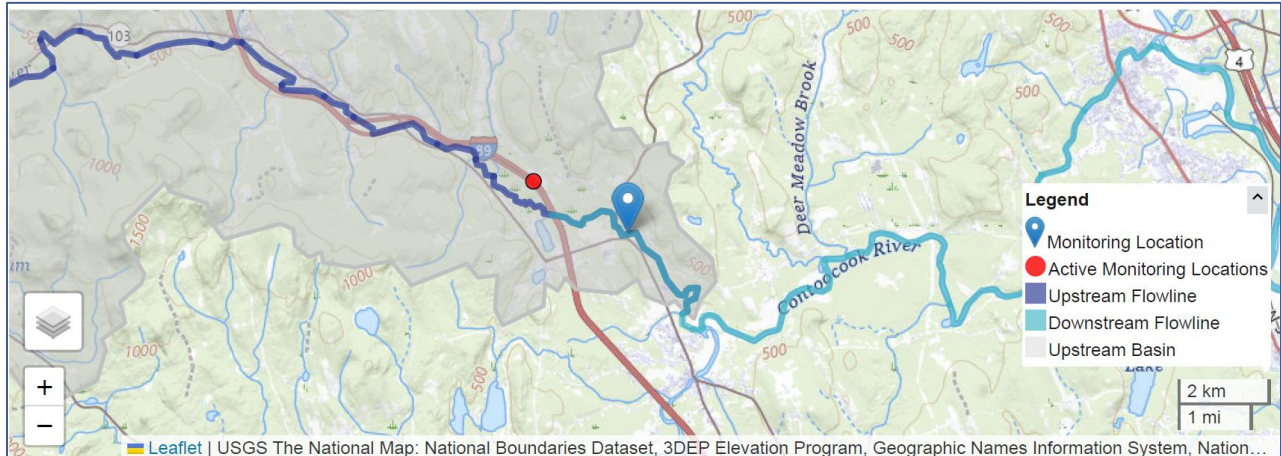 500
500
103
4
Deer Meadow Brook
500
89
1000
500
1500
1000
500
500
Contoocook River
1000
500
500
Legend
Monitoring Location
Active Monitoring Locations
Upstream Flowline
Downstream Flowline
Upstream Basin
Lake
+
−
2 km
1 mi
Leaflet | USGS The National Map: National Boundaries Dataset, 3DEP Elevation Program, Geographic Names Information System, Nation…